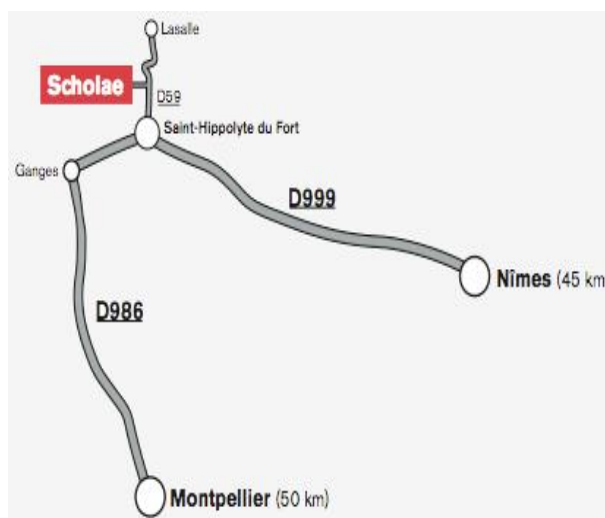 Lasalle
Scholae
D59
Saint-Hippolyte du Fort
Ganges
D999
Nîmes (45 km
D986
Montpellier (50 km)